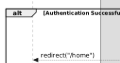 alt [Authentication Successfu
redirect("/home")